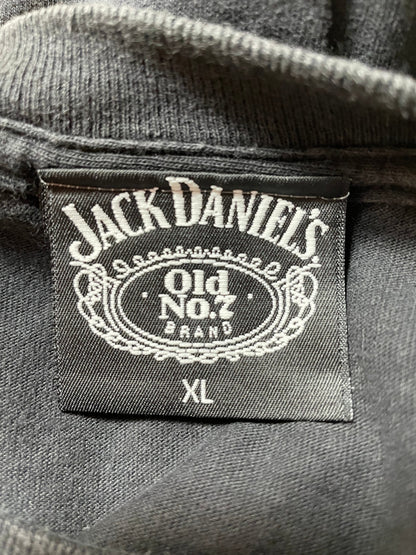 JACK DANIEL'S
Old
No.7
BRAND
XL